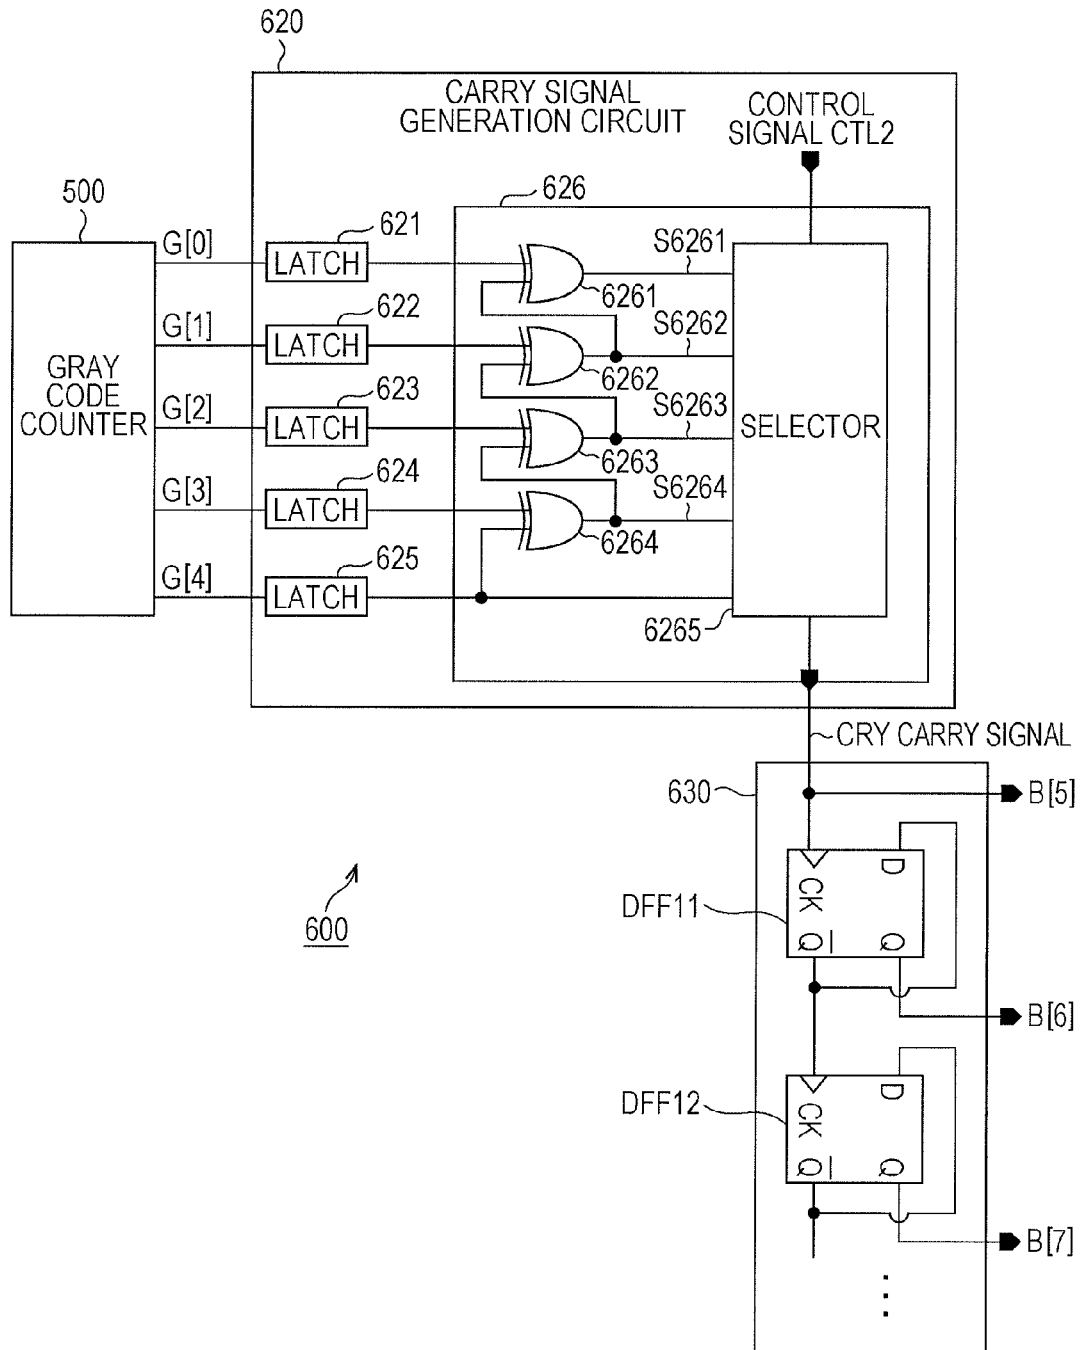 620
CARRY SIGNAL
GENERATION CIRCUIT
CONTROL
SIGNAL CTL2
500
626
G[0]
621
LATCH
S6261
6261
G[1]
622
LATCH
S6262
6262
GRAY
CODE
COUNTER
G[2]
623
LATCH
S6263
6263
SELECTOR
G[3]
624
LATCH
S6264
6264
G[4]
625
LATCH
6265
CRY CARRY SIGNAL
630
B[5]
D
CK
DFF11
Q
Q
600
B[6]
D
CK
DFF12
Q
Q
B[7]